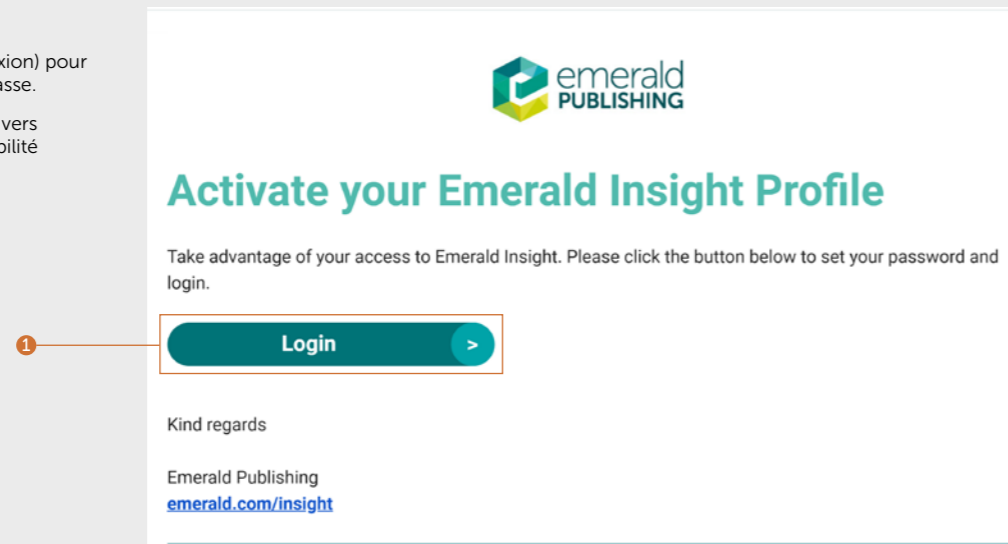 xion) pour
asse.
vers
bilité
emerald
PUBLISHING
Activate your Emerald Insight Profile
Take advantage of your access to Emerald Insight. Please click the button below to set your password and
login.
1
Login >
Kind regards
Emerald Publishing
emerald.com/insight